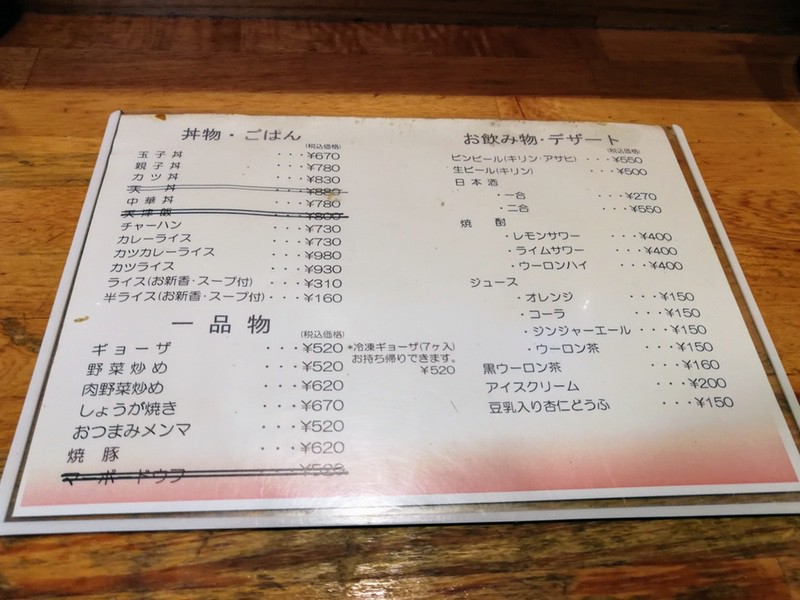 丼物・ごはん
(税込価格)
玉子丼 ・・・¥670
親子丼 ・・・¥780
カツ丼 ・・・¥830
天丼 ・・・¥880
中華丼 ・・・¥780
天津飯 ・・・¥800
チャーハン ・・・¥730
カレーライス ・・・¥730
カツカレーライス ・・・¥980
カツライス ・・・¥930
ライス(お新香・スープ付) ・・・¥310
半ライス(お新香・スープ付)・・・¥160
一品物
(税込価格)
ギョーザ ・・・¥520
*冷凍ギョーザ(7ヶ入)
お持ち帰りできます。
¥520
野菜炒め ・・・¥520
肉野菜炒め ・・・¥620
しょうが焼き ・・・¥670
おつまみメンマ ・・・¥520
焼豚 ・・・¥620
マーボードウフ
お飲み物・デザート
(税込価格)
ビンビール(キリン・アサヒ) ・・・¥550
生ビール(キリン) ・・・¥500
日本酒
・一合 ・・・¥270
・二合 ・・・¥550
焼酎
・レモンサワー ・・・¥400
・ライムサワー ・・・¥400
・ウーロンハイ ・・・¥400
ジュース
・オレンジ ・・・¥150
・コーラ ・・・¥150
・ジンジャーエール ・・・¥150
・ウーロン茶 ・・・¥150
黒ウーロン茶 ・・・¥160
アイスクリーム ・・・¥200
豆乳入り杏仁どうふ ・・・¥150